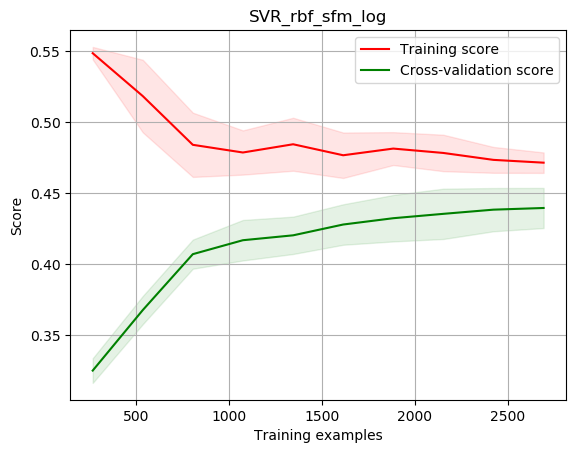 SVR_rbf_sfm_log
Training score
Cross-validation score
0.55
0.50
0.45
0.40
0.35
Score
500
1000
1500
2000
2500
Training examples